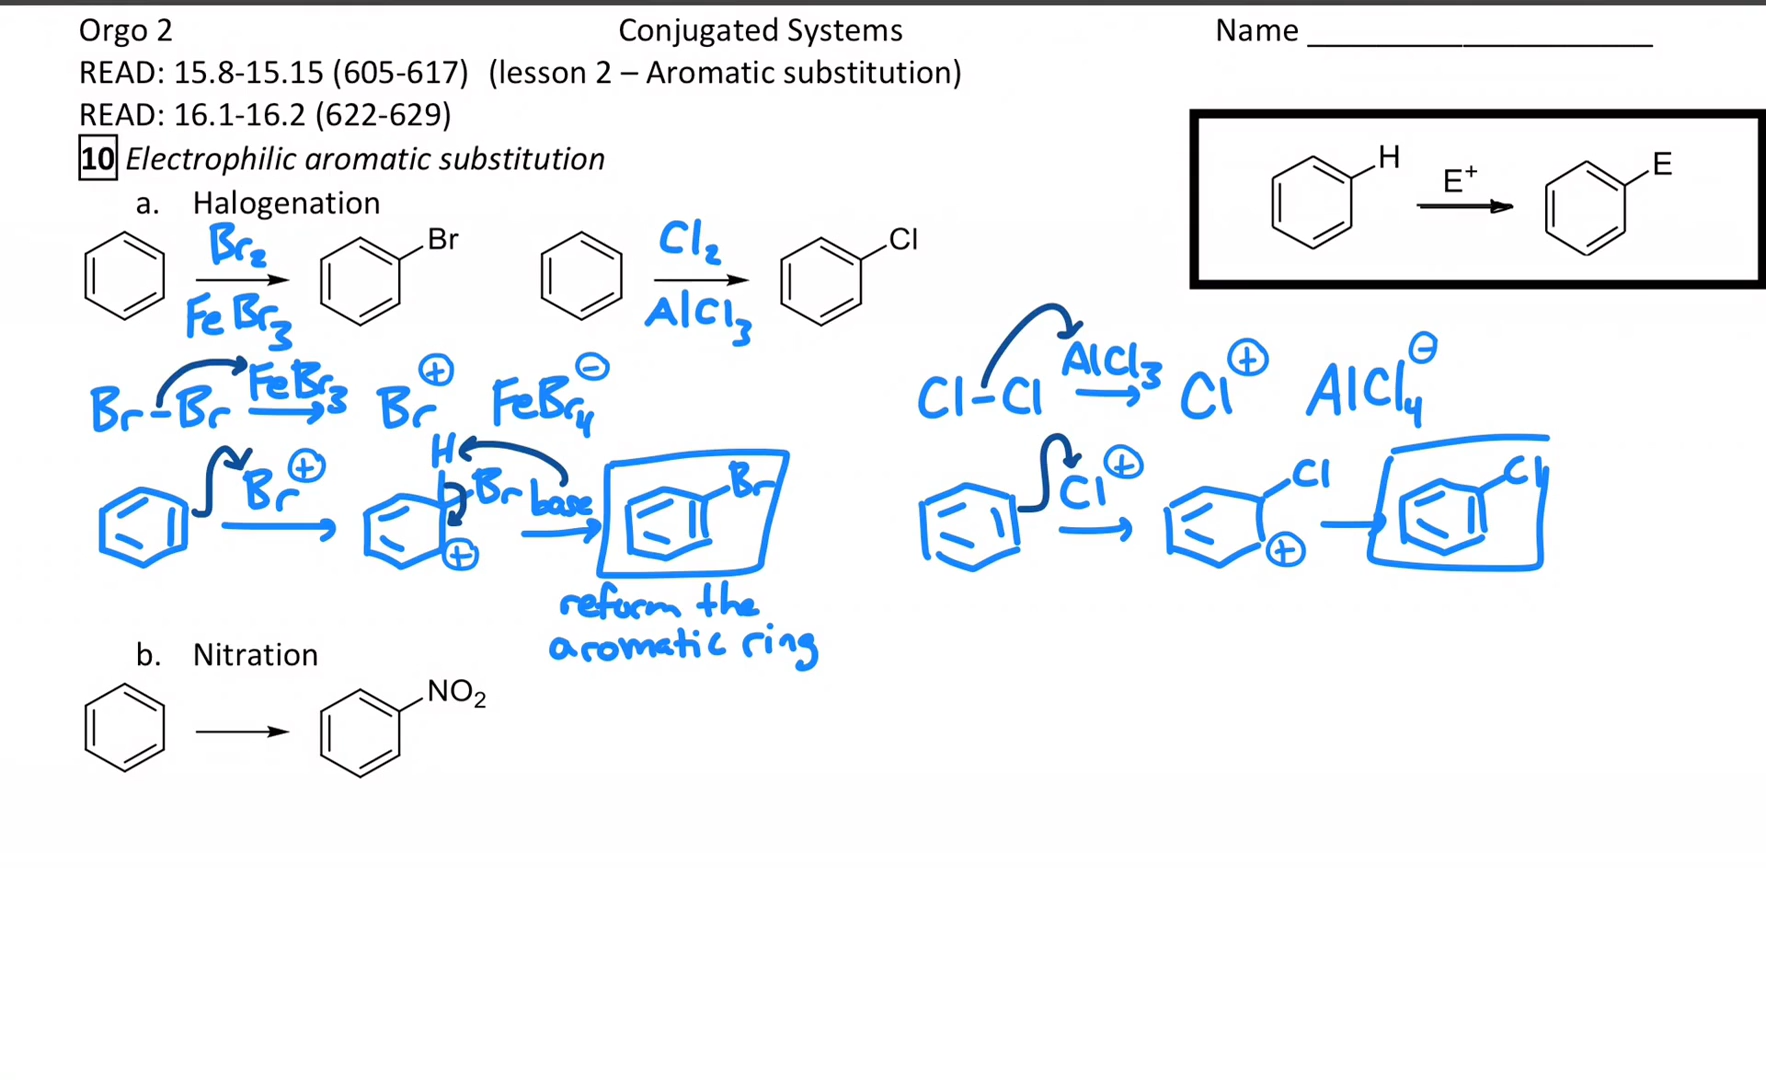 Orgo 2 Conjugated Systems Name
READ: 15.8-15.15 (605-617) (lesson 2 – Aromatic substitution)
READ: 16.1-16.2 (622-629)
10 Electrophilic aromatic substitution
H E⁺ E
a. Halogenation
Br₂ Br Cl₂ Cl
FeBr₃ AlCl₃
Br-Br FeBr₃ Br⊕ FeBr₄⊖ Cl-Cl AlCl₃ Cl⊕ AlCl₄⊖
Br⊕ H Br ⊕ base Br Cl⊕ Cl ⊕ Cl
reform the
aromatic ring
b. Nitration
NO₂